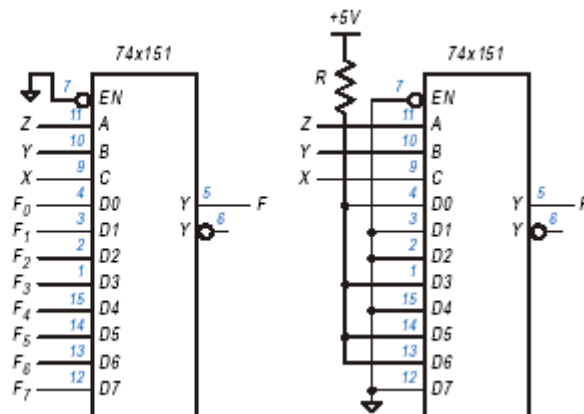 +5V
74x151
7
EN
Z 11 A
Y 10 B
X 9 C
F0 4 D0 Y 5 F
F1 3 D1 Y 6
F2 2 D2
F3 1 D3
F4 15 D4
F5 14 D5
F6 13 D6
F7 12 D7
74x151
R
7
EN
Z 11 A
Y 10 B
X 9 C
4 D0 Y 5 F
3 D1 Y 6
2 D2
1 D3
15 D4
14 D5
13 D6
12 D7